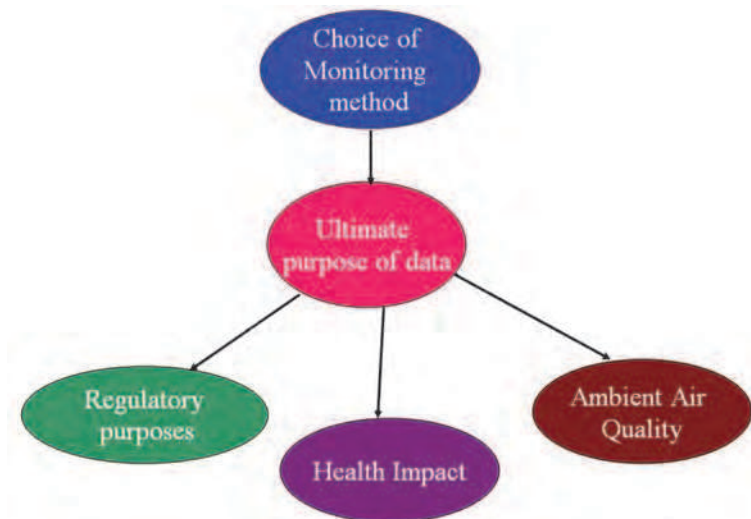 Choice of
Monitoring
method
Ultimate
purpose of data
Regulatory
purposes
Health Impact
Ambient Air
Quality